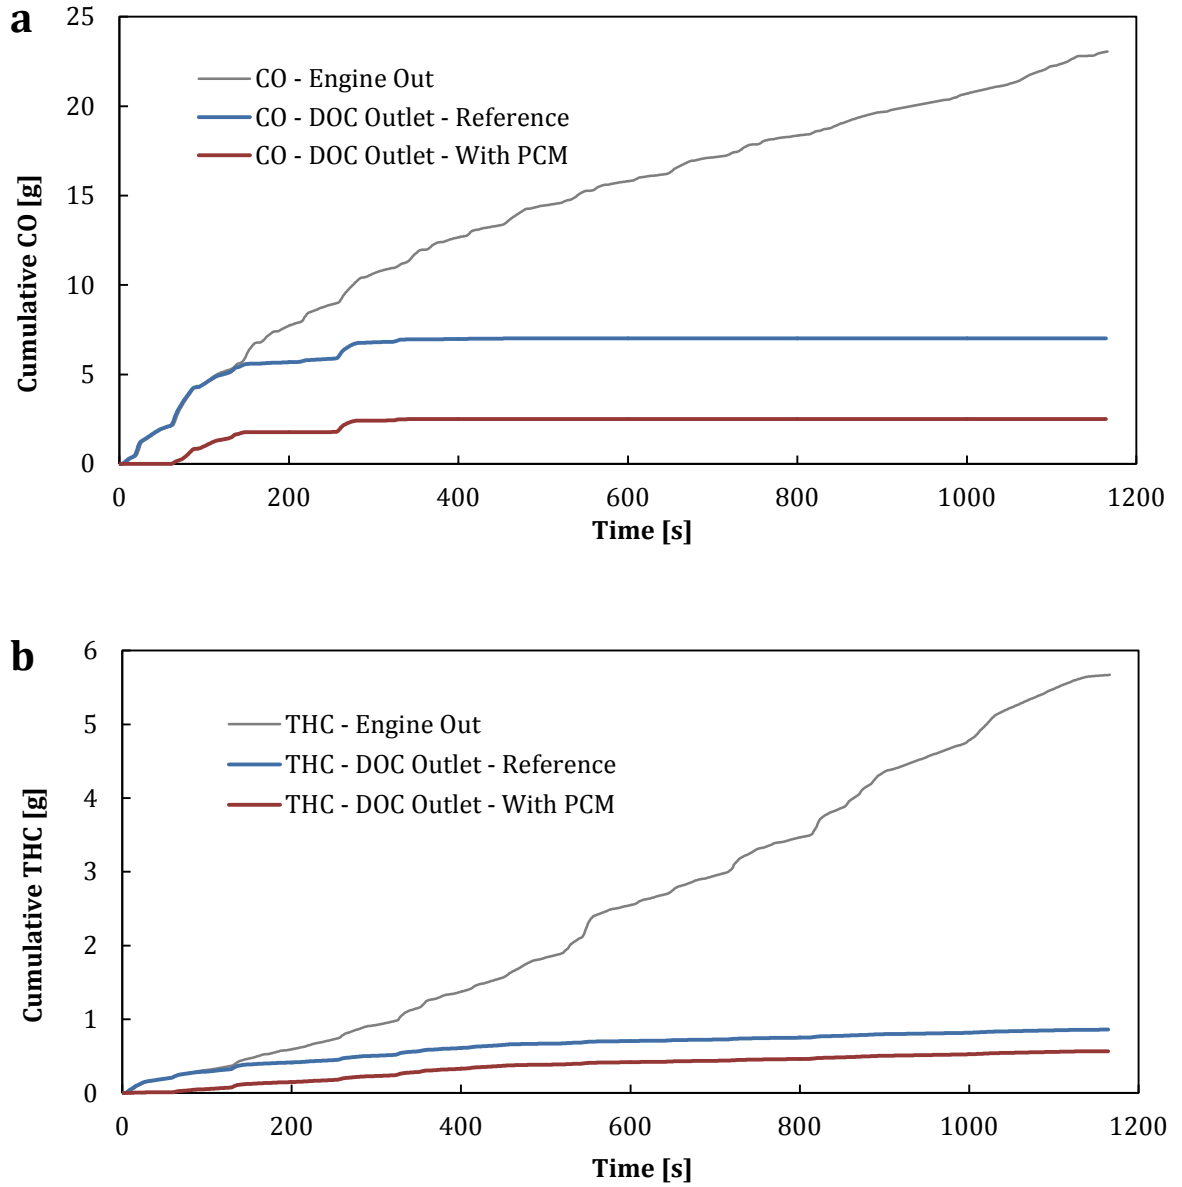 a
25
20
15
10
5
0
Cumulative CO [g]
CO - Engine Out
CO - DOC Outlet - Reference
CO - DOC Outlet - With PCM
0 200 400 600 800 1000 1200
Time [s]
b
6
5
4
3
2
1
0
Cumulative THC [g]
THC - Engine Out
THC - DOC Outlet - Reference
THC - DOC Outlet - With PCM
0 200 400 600 800 1000 1200
Time [s]